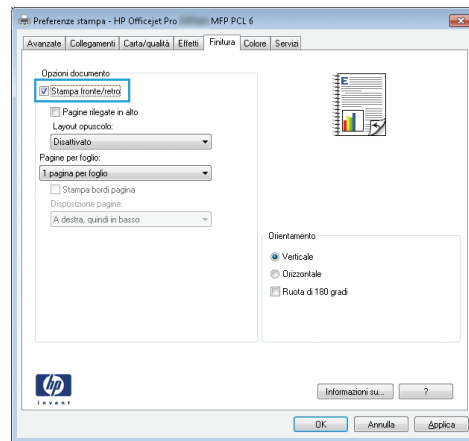 Preferenze stampa - HP Officejet Pro MFP PCL 6
Avanzate Collegamenti Carta/qualità Effetti Finitura Colore Servizi
Opzioni documento
Stampa fronte/retro
Pagine rilegate in alto
Layout opuscolo:
Disattivato
Pagine per foglio:
1 pagina per foglio
Stampa bordi pagina
Disposizione pagine:
A destra, quindi in basso
E
Orientamento
Verticale
Orizzontale
Ruota di 180 gradi
hp
invent
Informazioni su... ?
OK Annulla Applica